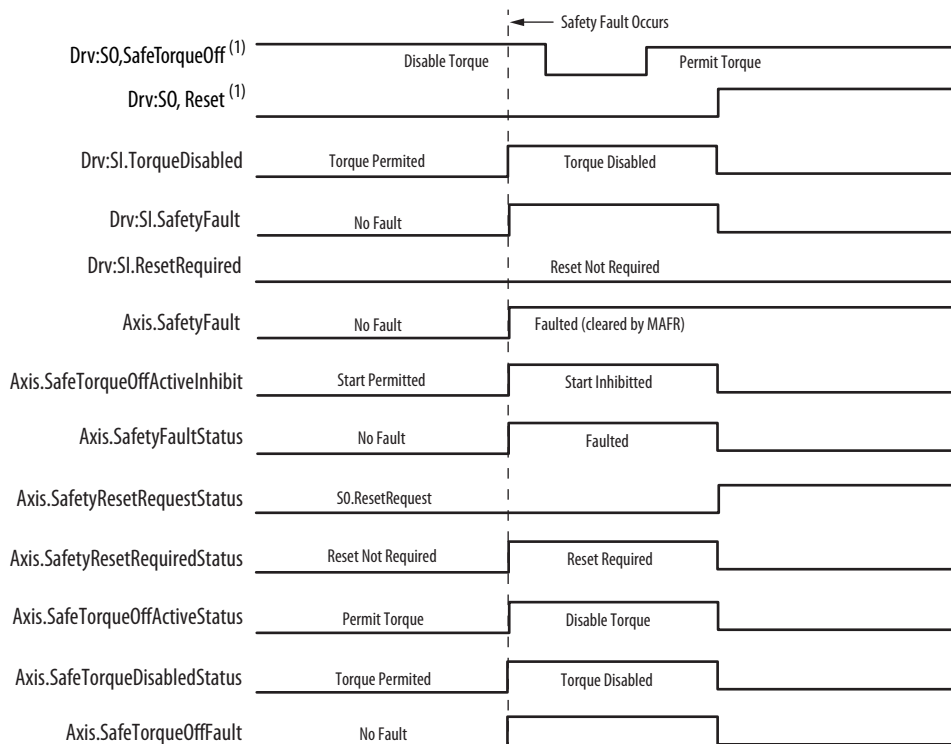 Safety Fault Occurs
Drv:SO,SafeTorqueOff (1) Disable Torque Permit Torque
Drv:SO, Reset (1)
Drv:SI.TorqueDisabled Torque Permited Torque Disabled
Drv:SI.SafetyFault No Fault
Drv:SI.ResetRequired Reset Not Required
Axis.SafetyFault No Fault Faulted (cleared by MAFR)
Axis.SafeTorqueOffActiveInhibit Start Permitted Start Inhibitted
Axis.SafetyFaultStatus No Fault Faulted
Axis.SafetyResetRequestStatus SO.ResetRequest
Axis.SafetyResetRequiredStatus Reset Not Required Reset Required
Axis.SafeTorqueOffActiveStatus Permit Torque Disable Torque
Axis.SafeTorqueDisabledStatus Torque Permited Torque Disabled
Axis.SafeTorqueOffFault No Fault